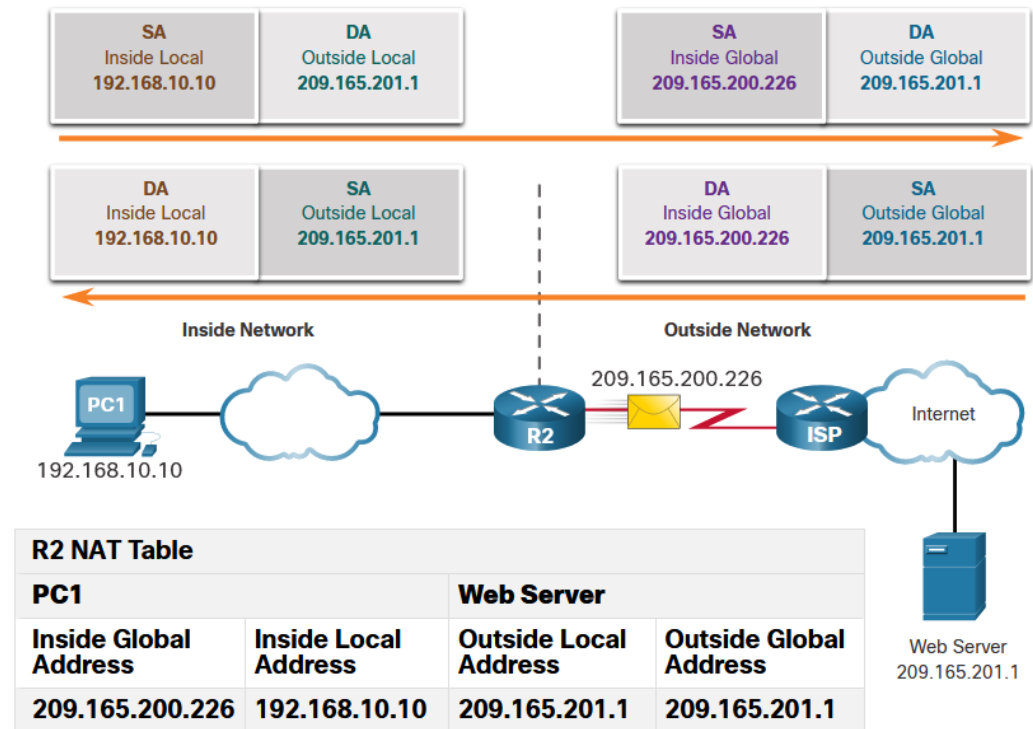 SA
Inside Local
192.168.10.10
DA
Outside Local
209.165.201.1
SA
Inside Global
209.165.200.226
DA
Outside Global
209.165.201.1
DA
Inside Local
192.168.10.10
SA
Outside Local
209.165.201.1
DA
Inside Global
209.165.200.226
SA
Outside Global
209.165.201.1
Inside Network
Outside Network
PC1
192.168.10.10
R2
209.165.200.226
ISP
Internet
Web Server
209.165.201.1
R2 NAT Table
PC1
Web Server
Inside Global
Address
Inside Local
Address
Outside Local
Address
Outside Global
Address
209.165.200.226
192.168.10.10
209.165.201.1
209.165.201.1